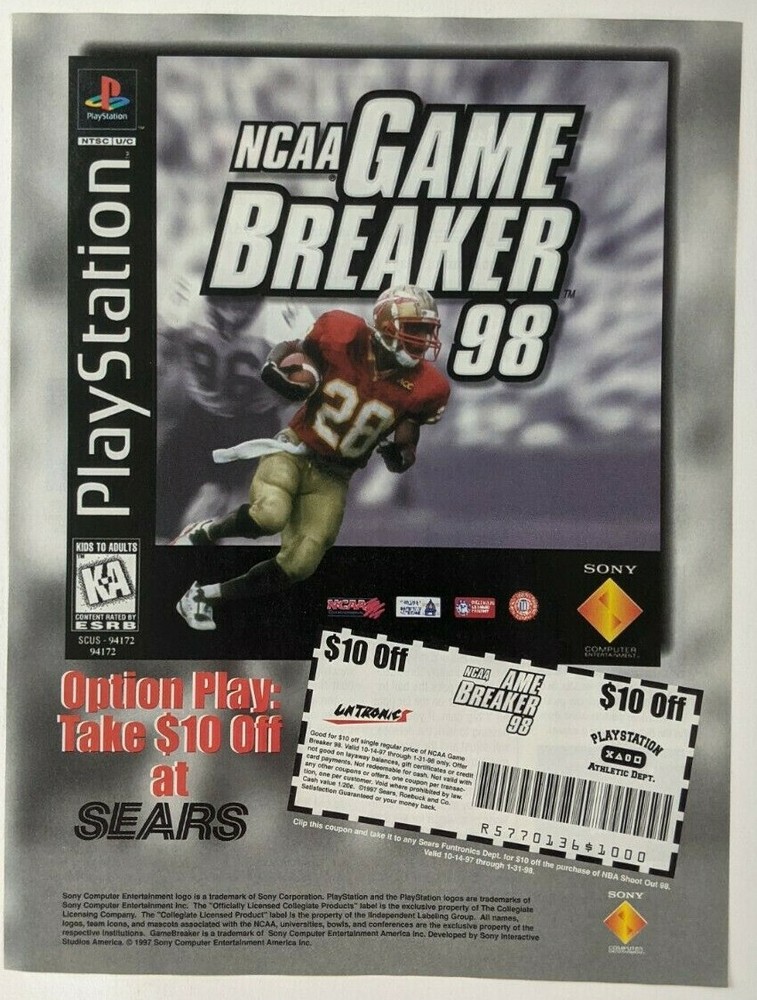 PlayStation
NTSC U/C
PlayStation
NCAA GAME
BREAKER™
98
96
28
KIDS TO ADULTS
KA
CONTENT RATED BY
ESRB
SCUS - 94172
94172
NCAA
SONY
COMPUTER
ENTERTAINMENT
Option Play:
Take $10 Off
at
SEARS
$10 Off
UNTRONICS
Good for $10 off single regular price of NCAA Game
Breaker 98. Valid 10-14-97 through 1-31-98 only. Offer
not good on layaway balances, gift certificates or credit
card payments. Not redeemable for cash. Not valid with
any other coupons or offers. one coupon per transac-
tion, one per customer. Void where prohibited by law.
Cash value 1/20¢. ©1997 Sears, Roebuck and Co.
Satisfaction Guaranteed or your money back.
NCAA AME
BREAKER
98
$10 Off
PLAYSTATION
ATHLETIC DEPT.
R5770136$1000
Clip this coupon and take it to any Sears Funtronics Dept. for $10 off the purchase of NBA Shoot Out 98.
Valid 10-14-97 through 1-31-98.
Sony Computer Entertainment logo is a trademark of Sony Corporation. PlayStation and the PlayStation logos are trademarks of
Sony Computer Entertainment Inc. The "Officially Licensed Collegiate Products" label is the exclusive property of The Collegiate
Licensing Company. The "Collegiate Licensed Product" label is the property of the Iindependent Labeling Group. All names,
logos, team icons, and mascots associated with the NCAA, universities, bowls, and conferences are the exclusive property of the
respective institutions. GameBreaker is a trademark of Sony Computer Entertainment America Inc. Developed by Sony Interactive
Studios America. © 1997 Sony Computer Entertainment America Inc.
SONY
COMPUTER
ENTERTAINMENT